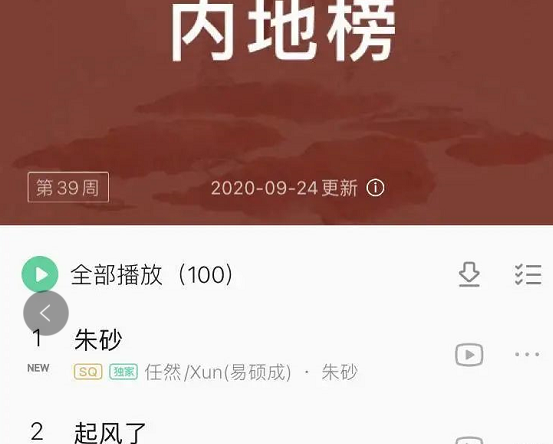 内地榜
第39周
2020-09-24更新
全部播放（100）
1 朱砂
NEW SQ 独家 任然/Xun(易硕成) · 朱砂
2 起风了